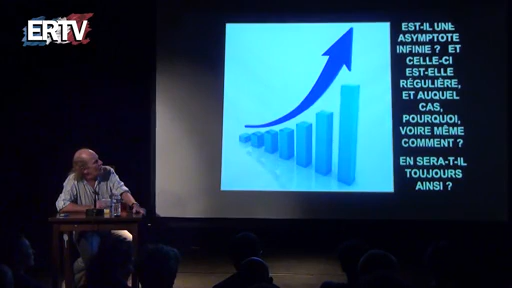 ERTV
EST-IL UNE
ASYMPTOTE
INFINIE ? ET
CELLE-CI
EST-ELLE
RÉGULIÈRE,
ET AUQUEL
CAS,
POURQUOI,
VOIRE MÊME
COMMENT ?
EN SERA-T-IL
TOUJOURS
AINSI ?